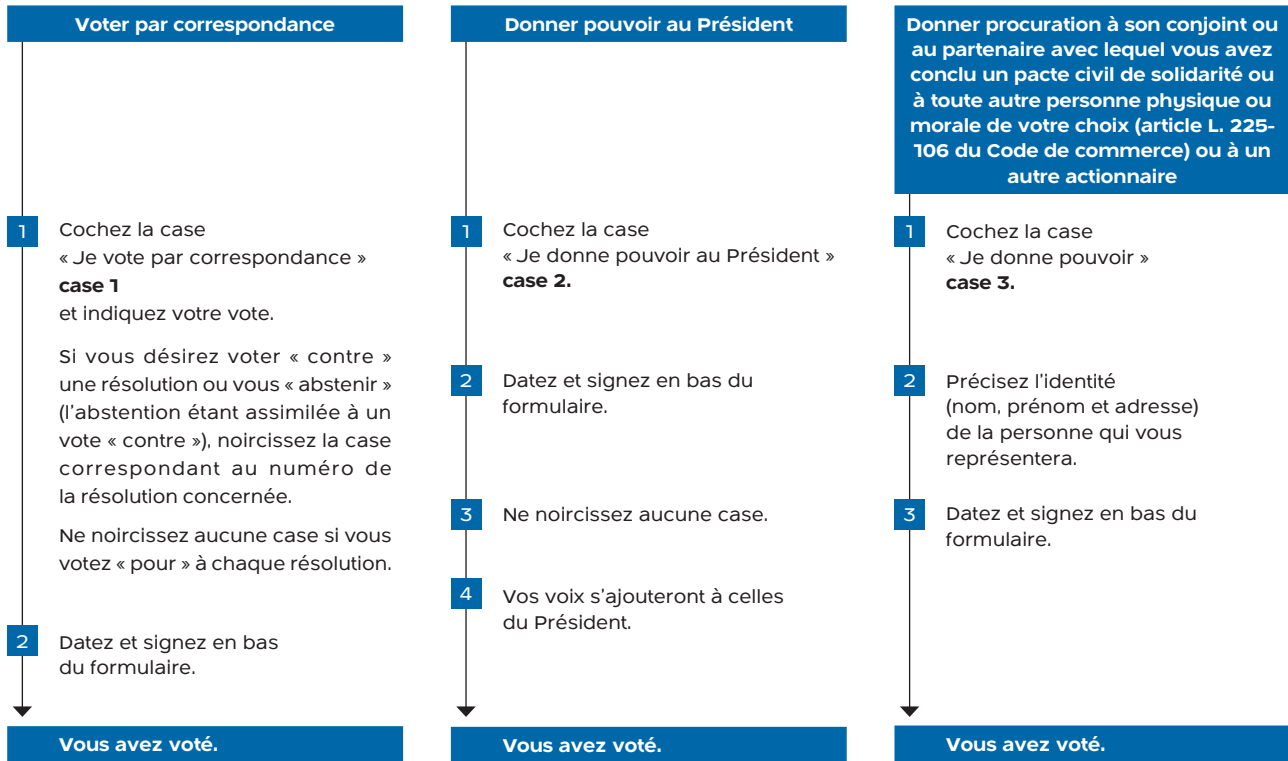 Voter par correspondance
1
Cochez la case
« Je vote par correspondance »
case 1
et indiquez votre vote.
Si vous désirez voter « contre »
une résolution ou vous « abstenir »
(l'abstention étant assimilée à un
vote « contre »), noircissez la case
correspondant au numéro de
la résolution concernée.
Ne noircissez aucune case si vous
votez « pour » à chaque résolution.
2
Datez et signez en bas
du formulaire.
Vous avez voté.
Donner pouvoir au Président
1
Cochez la case
« Je donne pouvoir au Président »
case 2.
2
Datez et signez en bas du
formulaire.
3
Ne noircissez aucune case.
4
Vos voix s'ajouteront à celles
du Président.
Vous avez voté.
Donner procuration à son conjoint ou
au partenaire avec lequel vous avez
conclu un pacte civil de solidarité ou
à toute autre personne physique ou
morale de votre choix (article L. 225-
106 du Code de commerce) ou à un
autre actionnaire
1
Cochez la case
« Je donne pouvoir »
case 3.
2
Précisez l'identité
(nom, prénom et adresse)
de la personne qui vous
représentera.
3
Datez et signez en bas du
formulaire.
Vous avez voté.